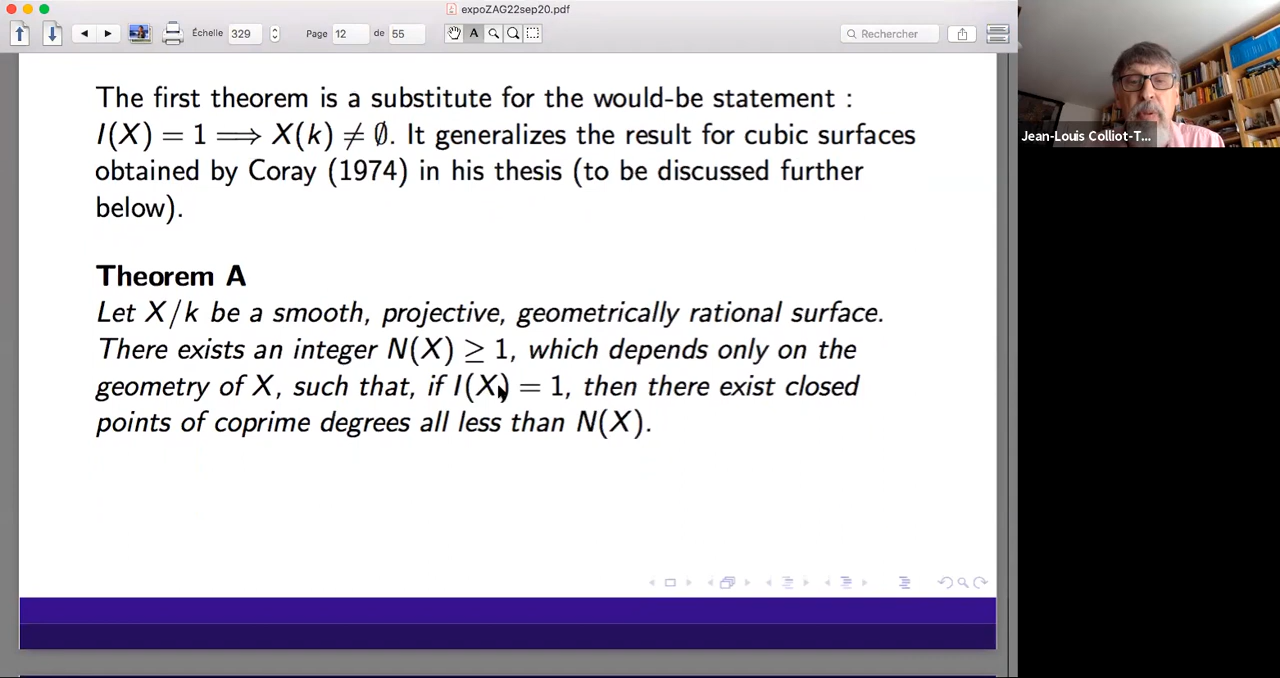 expoZAG22sep20.pdf
Échelle 329 Page 12 de 55 A Rechercher
The first theorem is a substitute for the would-be statement :
I(X) = 1 ⟹ X(k) ≠ ∅. It generalizes the result for cubic surfaces
obtained by Coray (1974) in his thesis (to be discussed further
below).
Theorem A
Let X/k be a smooth, projective, geometrically rational surface.
There exists an integer N(X) ≥ 1, which depends only on the
geometry of X, such that, if I(X) = 1, then there exist closed
points of coprime degrees all less than N(X).
Jean-Louis Colliot-T...